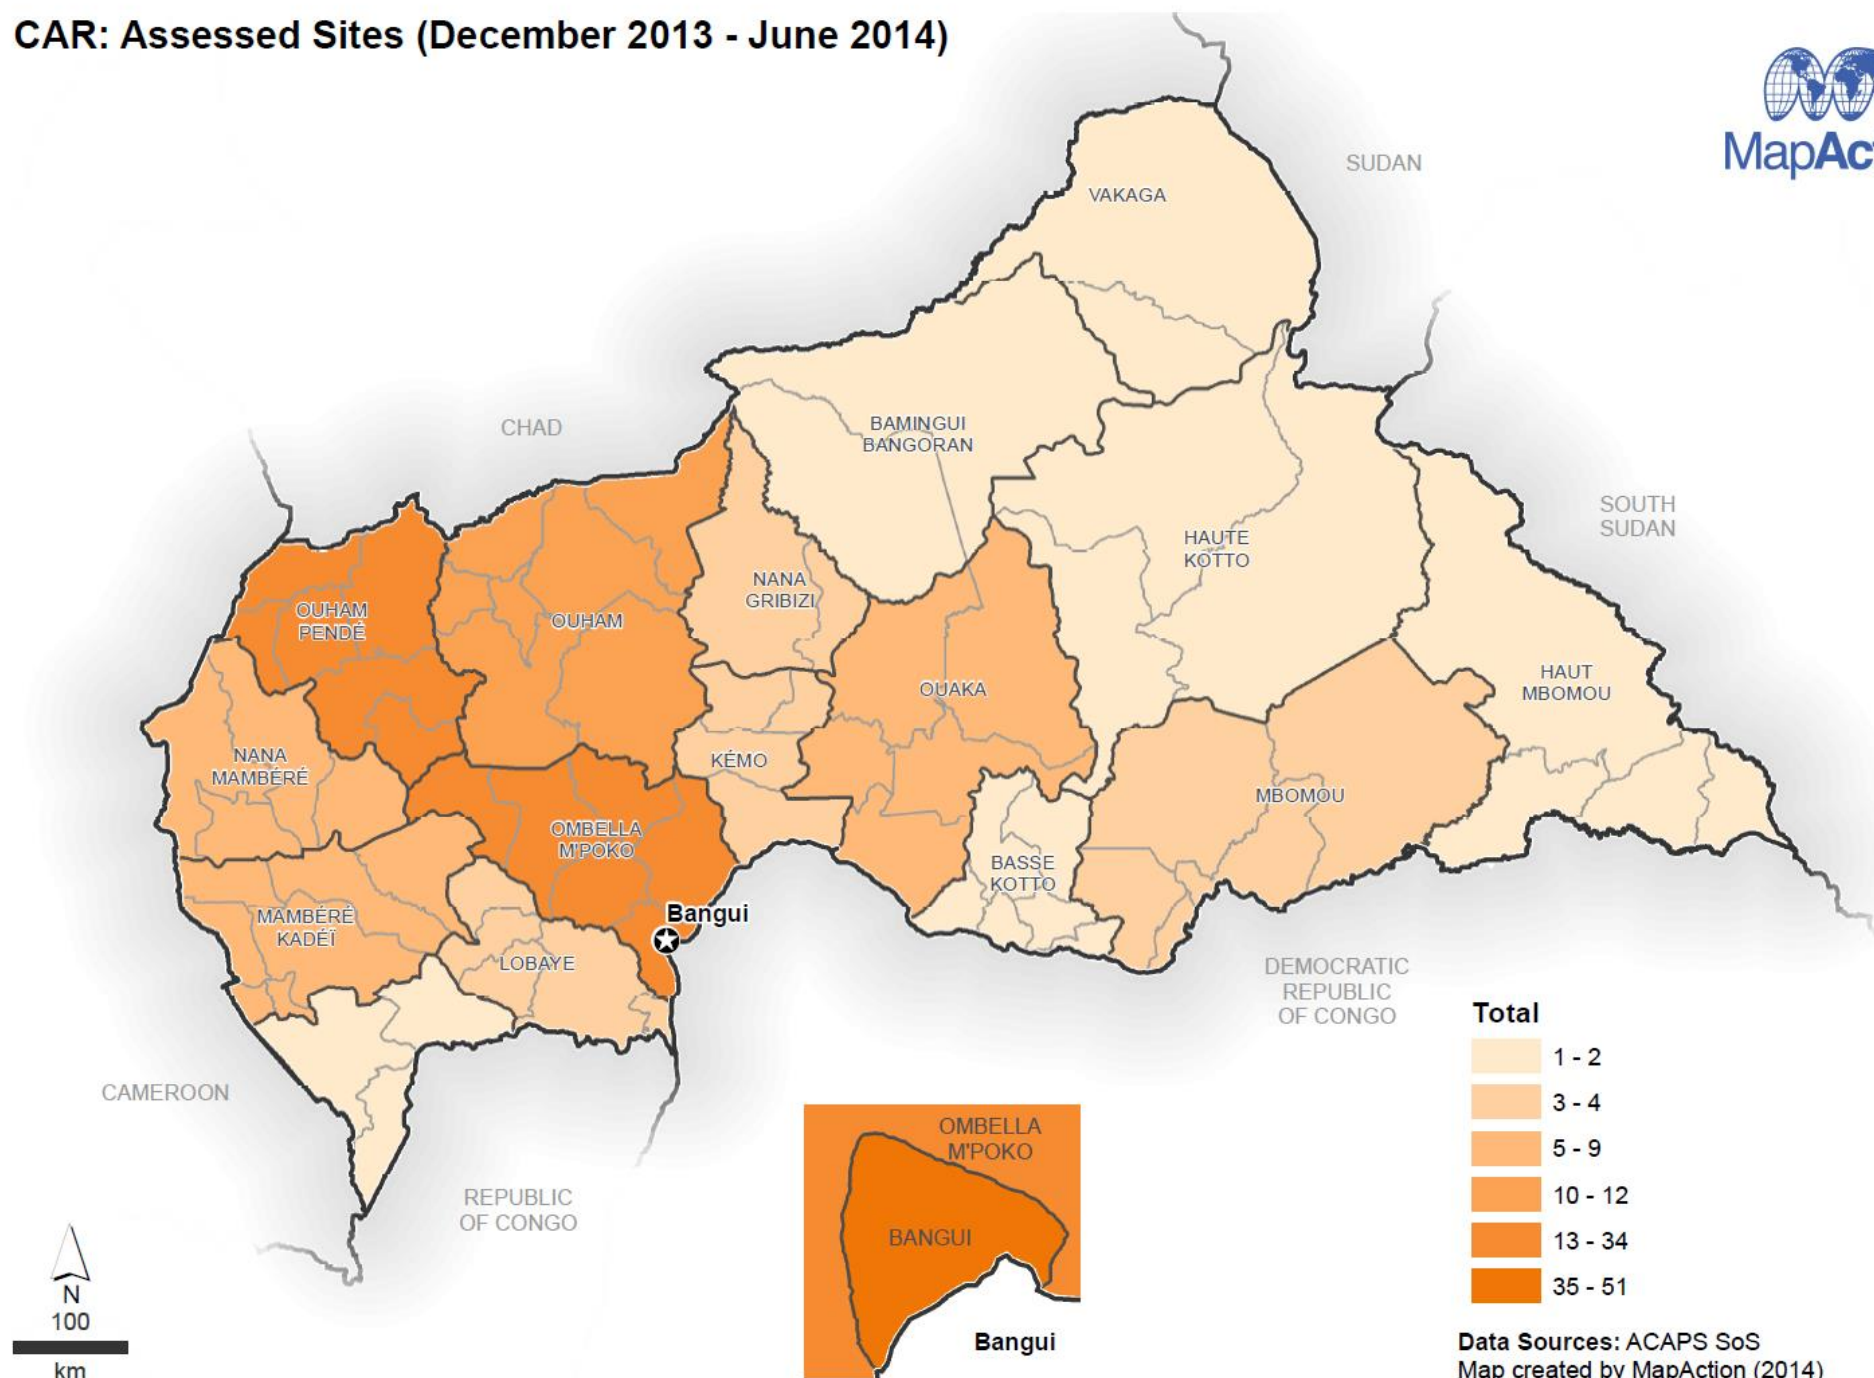 CAR: Assessed Sites (December 2013 - June 2014)
MapAct
SUDAN
VAKAGA
CHAD
BAMINGUI
BANGORAN
SOUTH
SUDAN
HAUTE
KOTTO
NANA
GRIBIZI
OUHAM
PENDÉ
OUHAM
HAUT
MBOMOU
OUAKA
NANA
MAMBÉRÉ
KÉMO
MBOMOU
OMBELLA
M'POKO
BASSE
KOTTO
MAMBÉRÉ
KADÉÏ
Bangui
LOBAYE
DEMOCRATIC
REPUBLIC
OF CONGO
CAMEROON
REPUBLIC
OF CONGO
N
100
km
OMBELLA
M'POKO
BANGUI
Bangui
Total
1 - 2
3 - 4
5 - 9
10 - 12
13 - 34
35 - 51
Data Sources: ACAPS SoS
Map created by MapAction (2014)